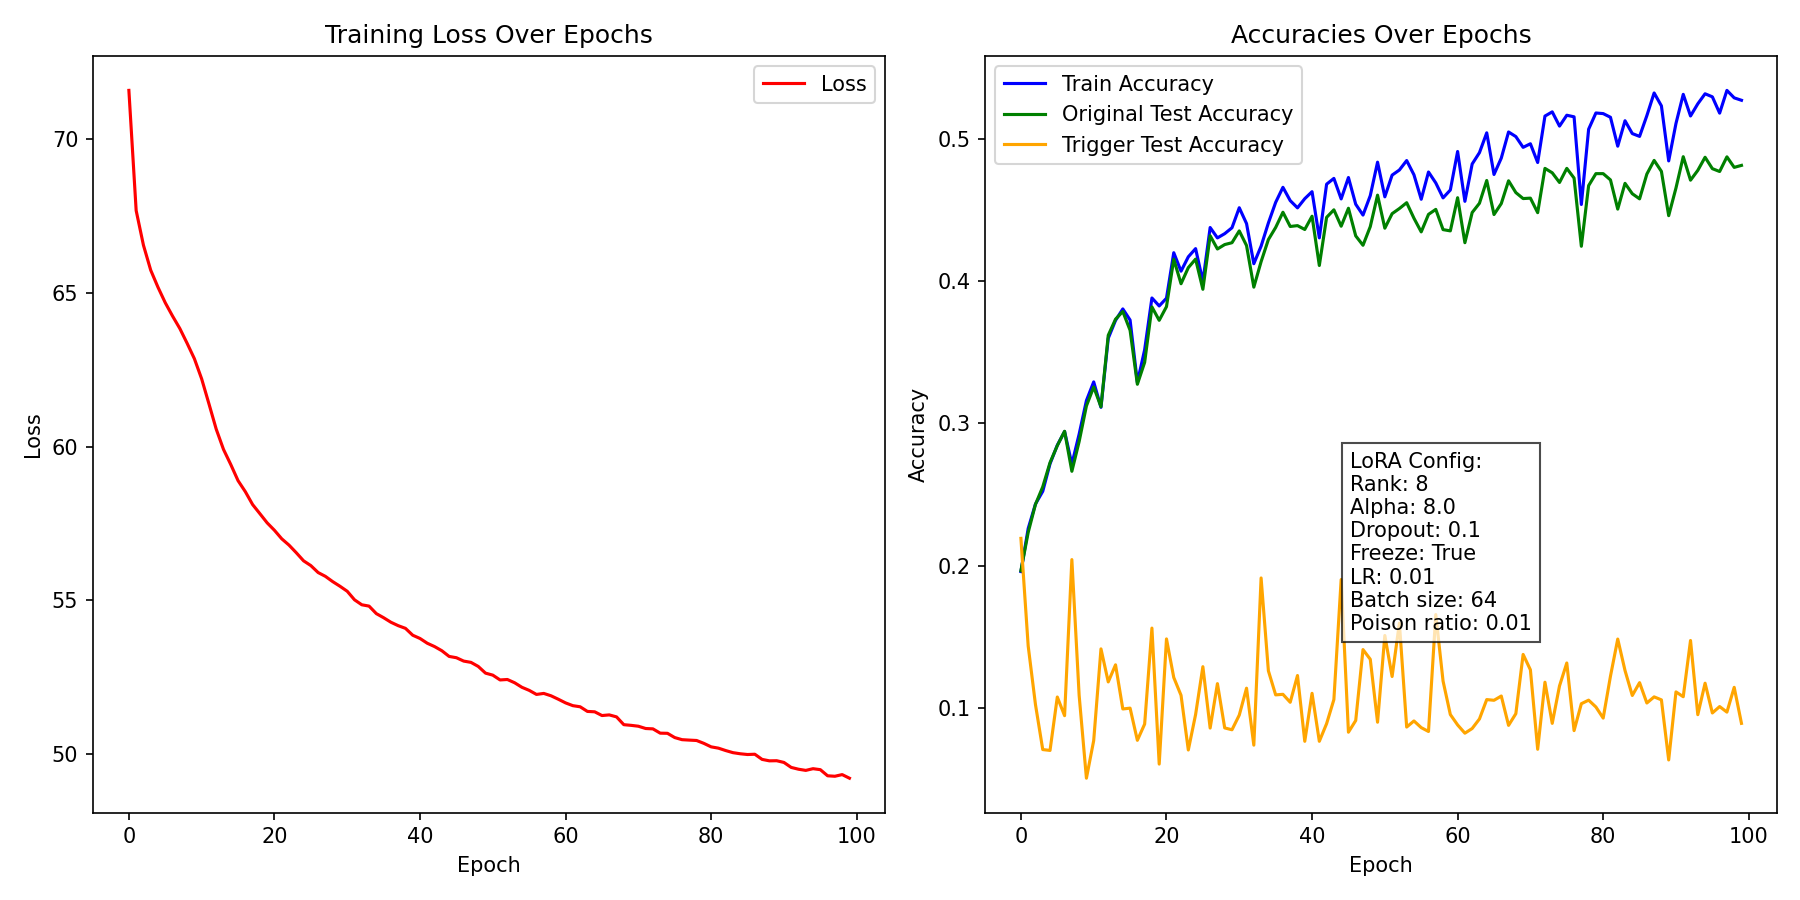 Training Loss Over Epochs
Loss
70
65
60
55
50
Loss
0
20
40
60
80
100
Epoch
Accuracies Over Epochs
Train Accuracy
Original Test Accuracy
Trigger Test Accuracy
0.5
0.4
0.3
0.2
0.1
Accuracy
LoRA Config:
Rank: 8
Alpha: 8.0
Dropout: 0.1
Freeze: True
LR: 0.01
Batch size: 64
Poison ratio: 0.01
0
20
40
60
80
100
Epoch